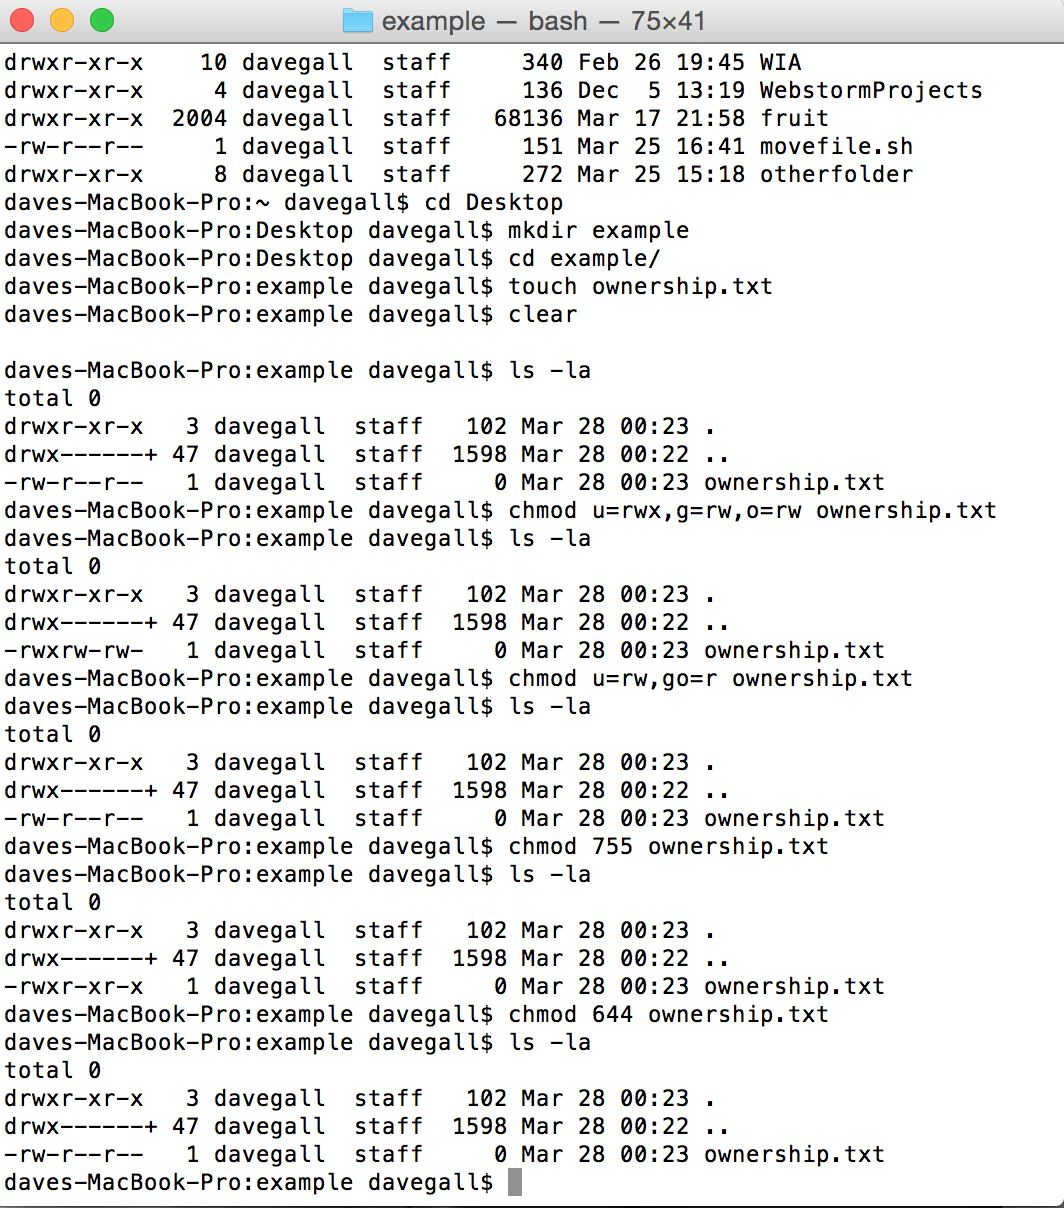 example — bash — 75×41
drwxr-xr-x    10 davegall  staff     340 Feb 26 19:45 WIA
drwxr-xr-x     4 davegall  staff     136 Dec  5 13:19 WebstormProjects
drwxr-xr-x  2004 davegall  staff   68136 Mar 17 21:58 fruit
-rw-r--r--     1 davegall  staff     151 Mar 25 16:41 movefile.sh
drwxr-xr-x     8 davegall  staff     272 Mar 25 15:18 otherfolder
daves-MacBook-Pro:~ davegall$ cd Desktop
daves-MacBook-Pro:Desktop davegall$ mkdir example
daves-MacBook-Pro:Desktop davegall$ cd example/
daves-MacBook-Pro:example davegall$ touch ownership.txt
daves-MacBook-Pro:example davegall$ clear

daves-MacBook-Pro:example davegall$ ls -la
total 0
drwxr-xr-x   3 davegall  staff   102 Mar 28 00:23 .
drwx------+ 47 davegall  staff  1598 Mar 28 00:22 ..
-rw-r--r--   1 davegall  staff     0 Mar 28 00:23 ownership.txt
daves-MacBook-Pro:example davegall$ chmod u=rwx,g=rw,o=rw ownership.txt
daves-MacBook-Pro:example davegall$ ls -la
total 0
drwxr-xr-x   3 davegall  staff   102 Mar 28 00:23 .
drwx------+ 47 davegall  staff  1598 Mar 28 00:22 ..
-rwxrw-rw-   1 davegall  staff     0 Mar 28 00:23 ownership.txt
daves-MacBook-Pro:example davegall$ chmod u=rw,go=r ownership.txt
daves-MacBook-Pro:example davegall$ ls -la
total 0
drwxr-xr-x   3 davegall  staff   102 Mar 28 00:23 .
drwx------+ 47 davegall  staff  1598 Mar 28 00:22 ..
-rw-r--r--   1 davegall  staff     0 Mar 28 00:23 ownership.txt
daves-MacBook-Pro:example davegall$ chmod 755 ownership.txt
daves-MacBook-Pro:example davegall$ ls -la
total 0
drwxr-xr-x   3 davegall  staff   102 Mar 28 00:23 .
drwx------+ 47 davegall  staff  1598 Mar 28 00:22 ..
-rwxr-xr-x   1 davegall  staff     0 Mar 28 00:23 ownership.txt
daves-MacBook-Pro:example davegall$ chmod 644 ownership.txt
daves-MacBook-Pro:example davegall$ ls -la
total 0
drwxr-xr-x   3 davegall  staff   102 Mar 28 00:23 .
drwx------+ 47 davegall  staff  1598 Mar 28 00:22 ..
-rw-r--r--   1 davegall  staff     0 Mar 28 00:23 ownership.txt
daves-MacBook-Pro:example davegall$